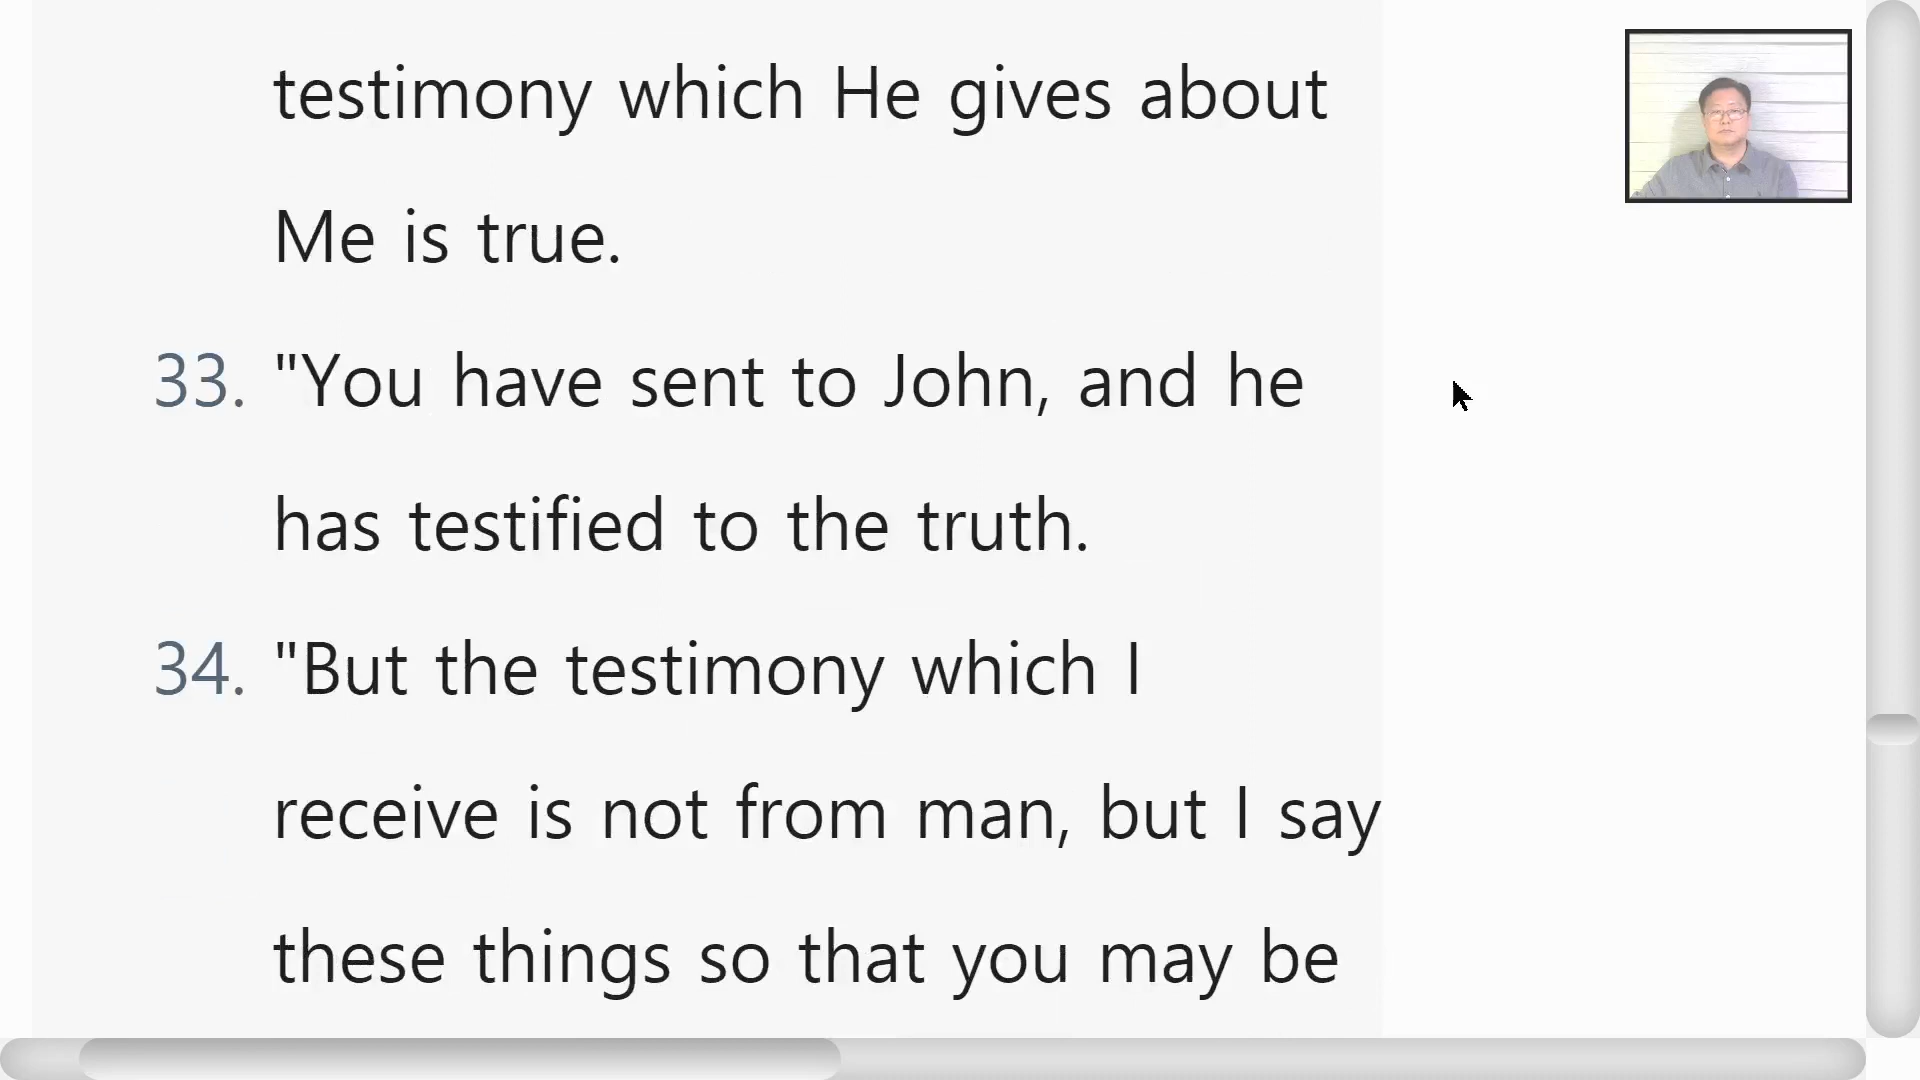 testimony which He gives about
Me is true.
33. "You have sent to John, and he
has testified to the truth.
34. "But the testimony which I
receive is not from man, but I say
these things so that you may be